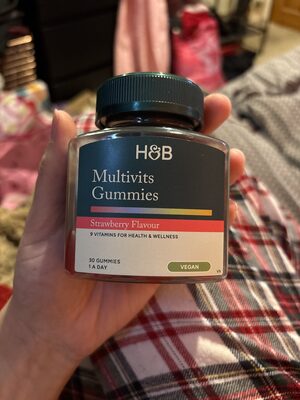 H&B
Multivits
Gummies
Strawberry Flavour
9 VITAMINS FOR HEALTH & WELLNESS
30 GUMMIES
1 A DAY
VEGAN